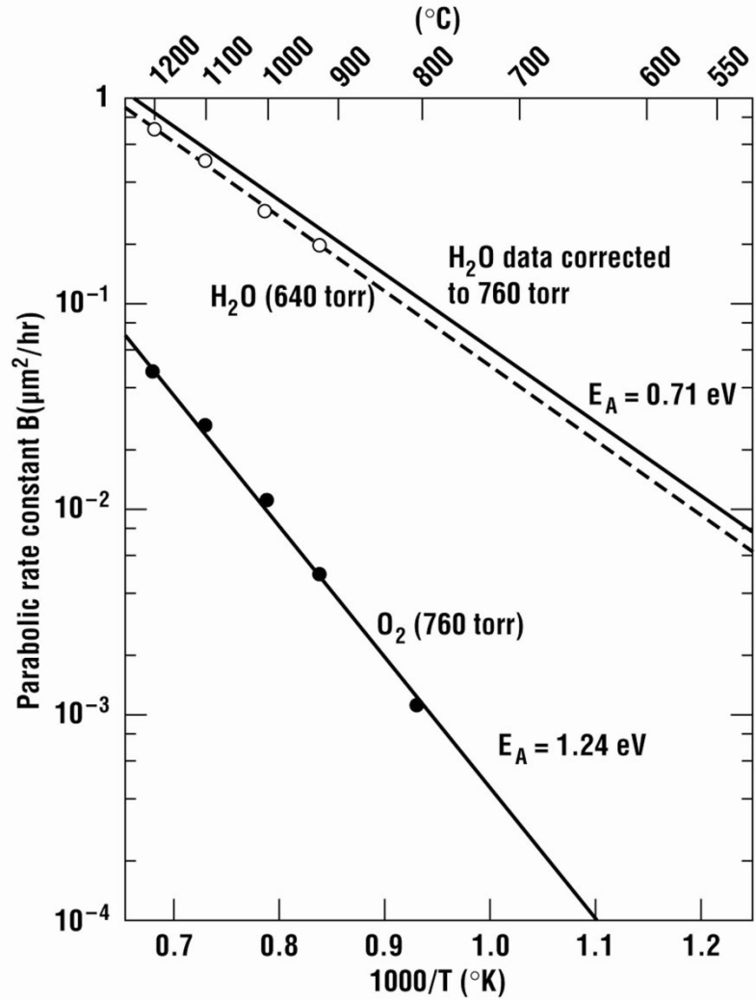 (°C)
1200
1100
1000
900
800
700
600
550
1
10⁻¹
10⁻²
10⁻³
10⁻⁴
Parabolic rate constant B(μm²/hr)
H₂O data corrected
to 760 torr
H₂O (640 torr)
E_A = 0.71 eV
O₂ (760 torr)
E_A = 1.24 eV
0.7
0.8
0.9
1.0
1.1
1.2
1000/T (°K)